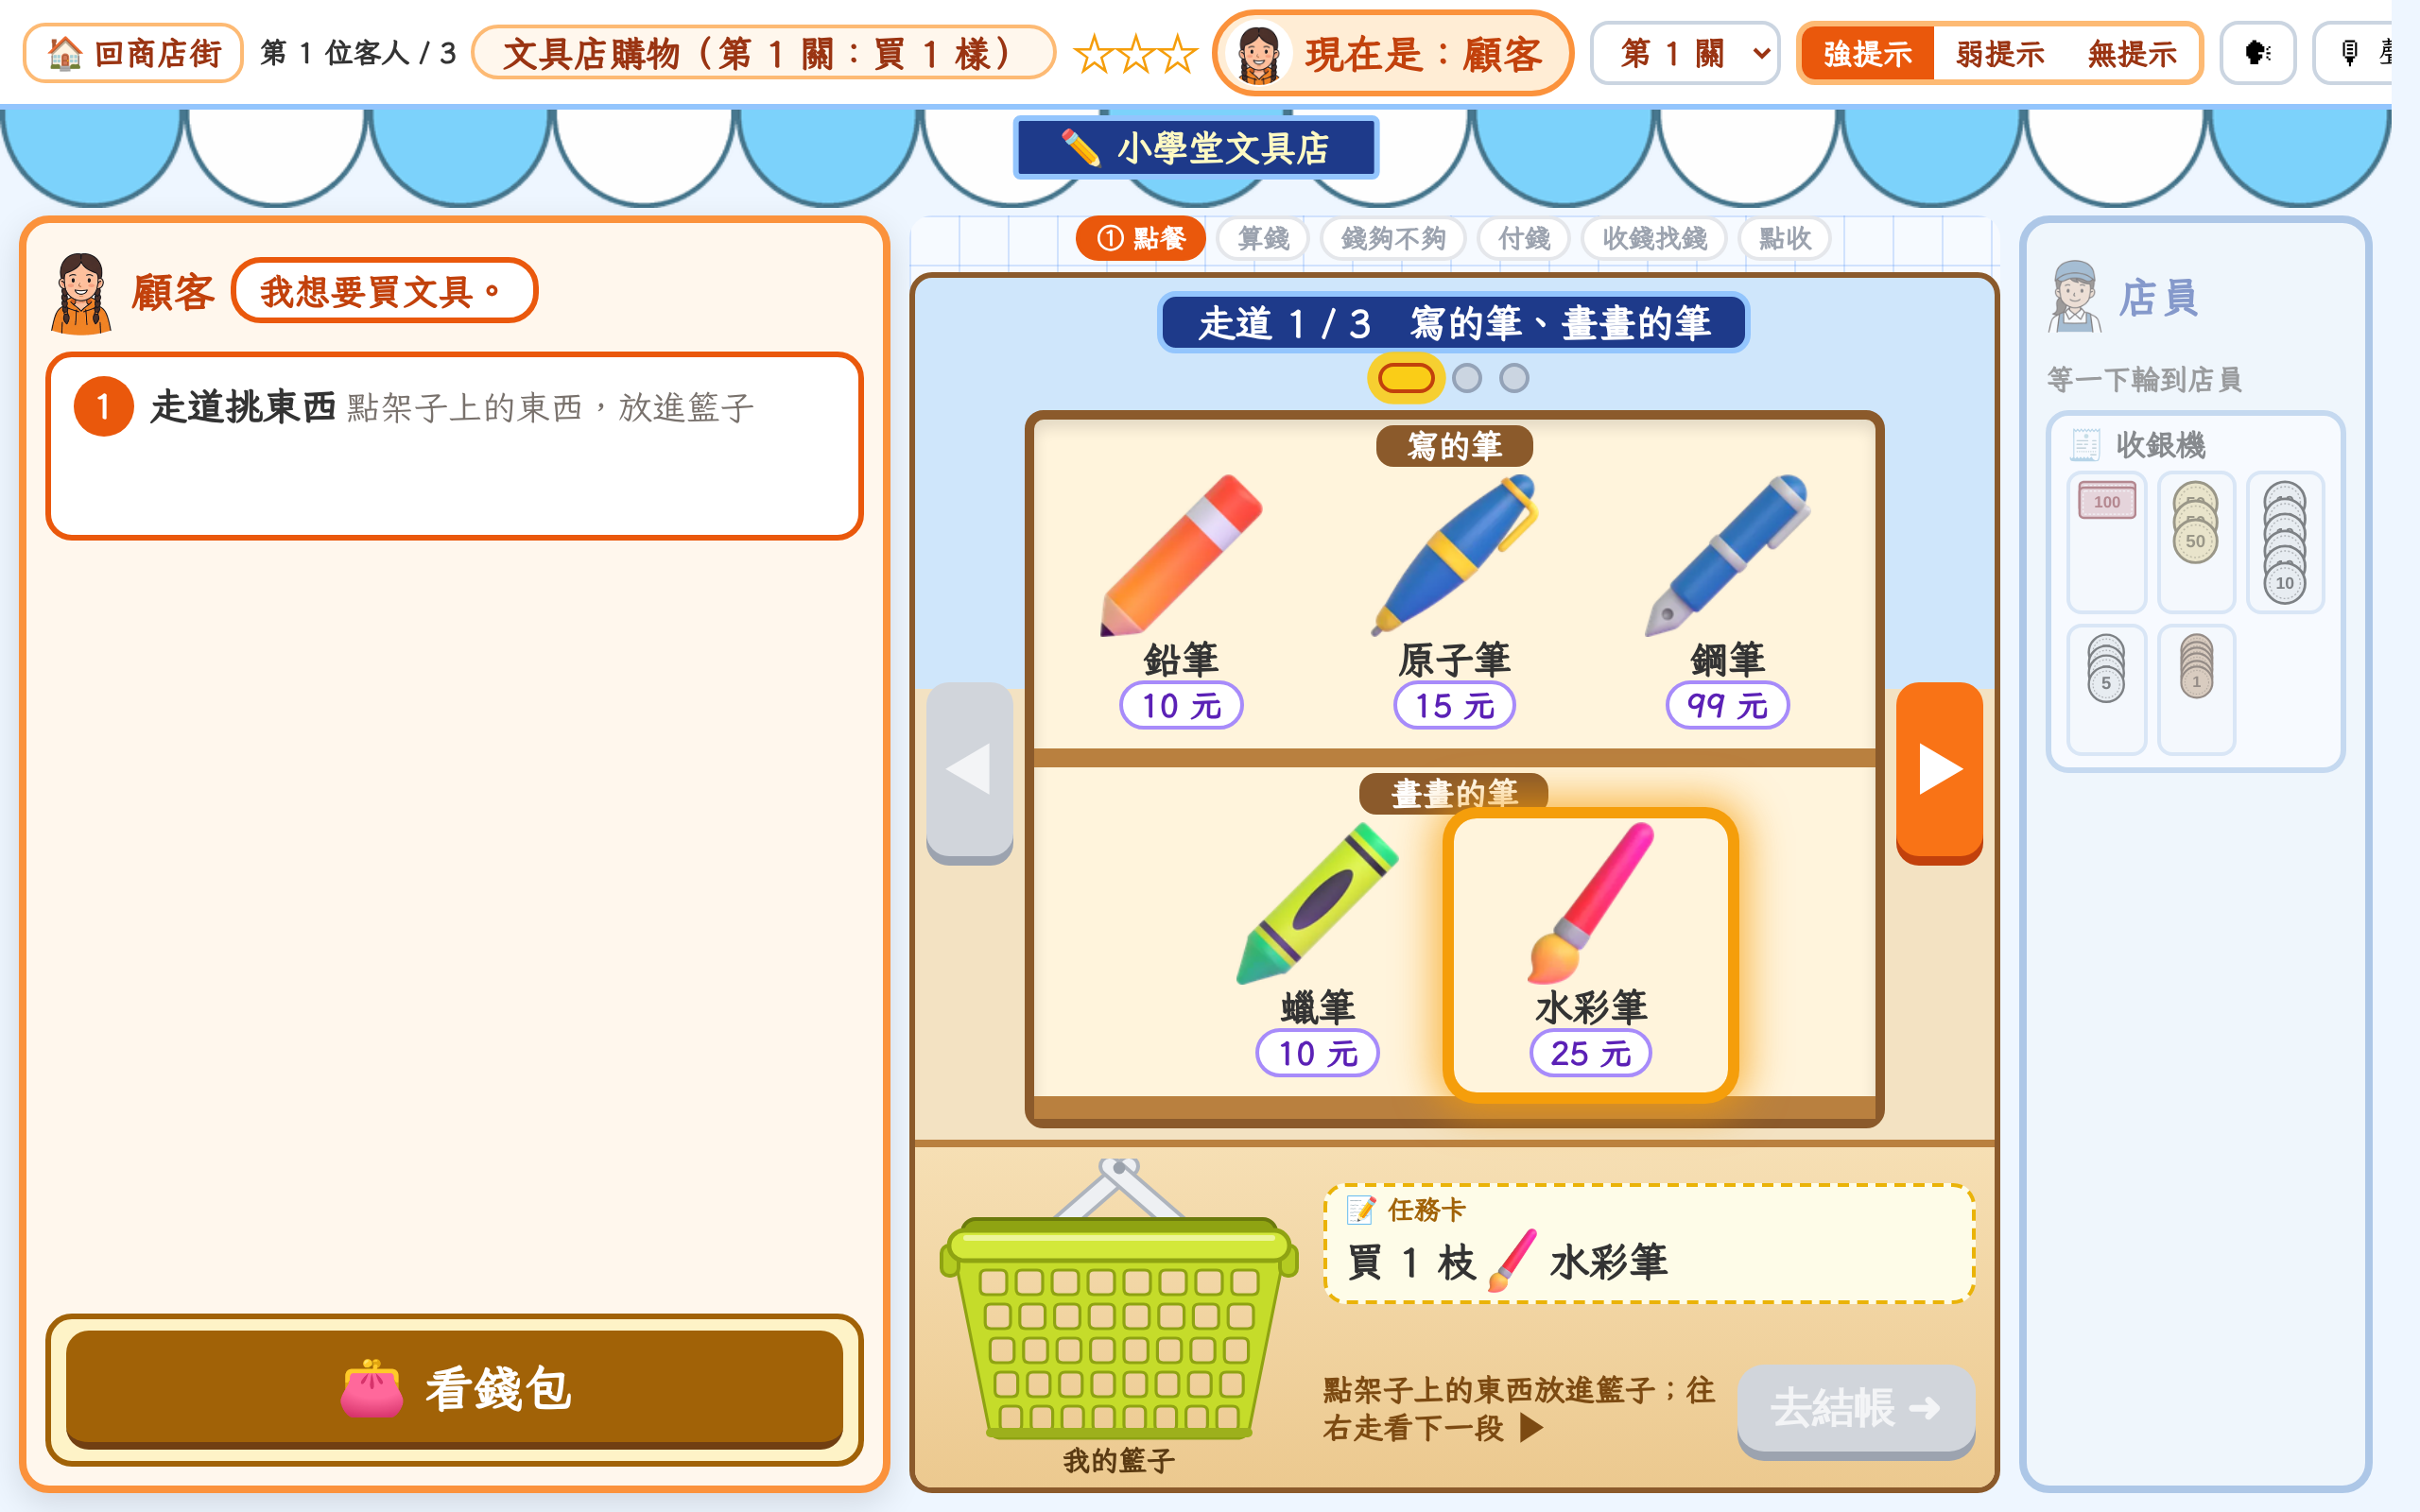 回商店街
第 1 位客人 / 3
文具店購物（第 1 關：買 1 樣）
現在是：顧客
第 1 關
強提示
弱提示
無提示
小學堂文具店
顧客
我想要買文具。
1 走道挑東西 點架子上的東西，放進籃子
看錢包
① 點餐
算錢
錢夠不夠
付錢
收錢找錢
點收
走道 1 / 3 寫的筆、畫畫的筆
寫的筆
鉛筆
10 元
原子筆
15 元
鋼筆
99 元
畫畫的筆
蠟筆
10 元
水彩筆
25 元
我的籃子
任務卡
買 1 枝 水彩筆
點架子上的東西放進籃子；往
右走看下一段 ▶
去結帳 ➜
店員
等一下輪到店員
收銀機
100
50
10
5
1